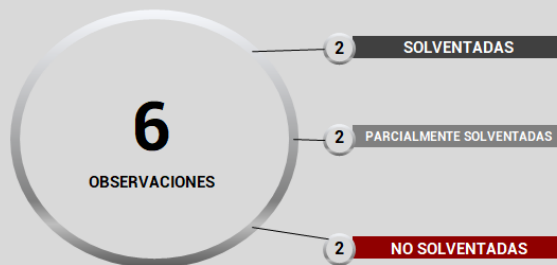 6
OBSERVACIONES
2 SOLVENTADAS
2 PARCIALMENTE SOLVENTADAS
2 NO SOLVENTADAS